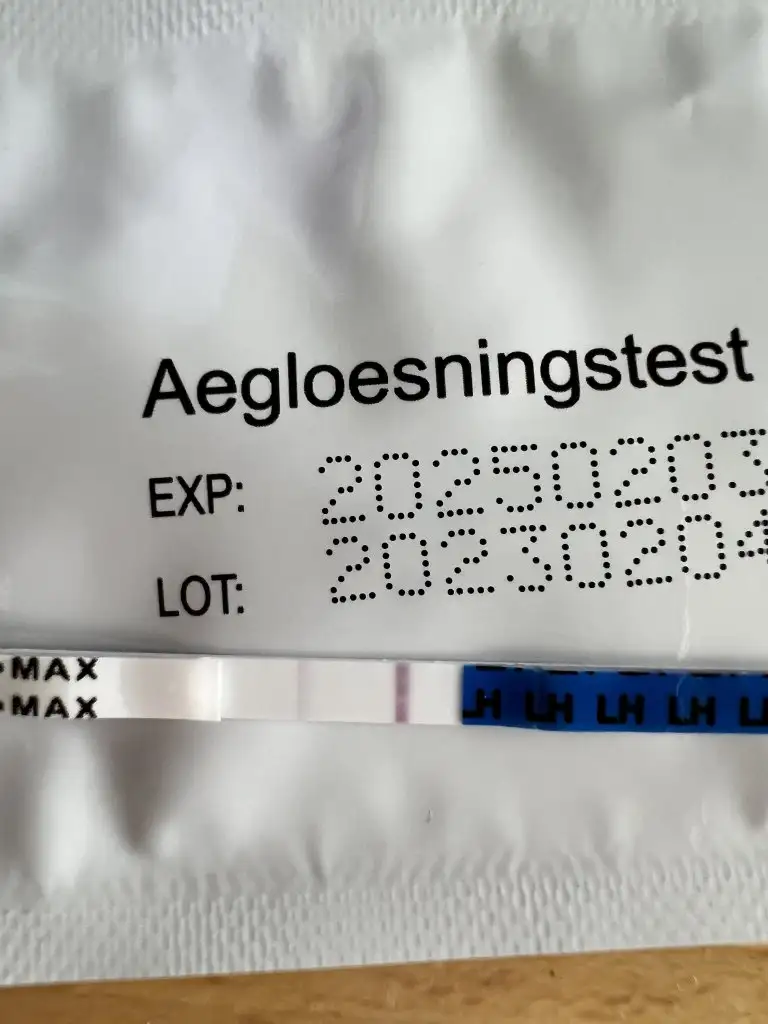 Aegloesningstest
EXP: 20250203
LOT: 20230204
MAX
MAX
LH LH LH LH